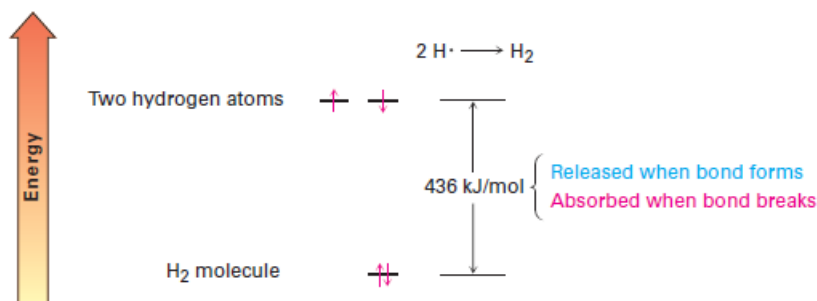 2 H· ⟶ H₂
Two hydrogen atoms
Energy
436 kJ/mol
Released when bond forms
Absorbed when bond breaks
H₂ molecule